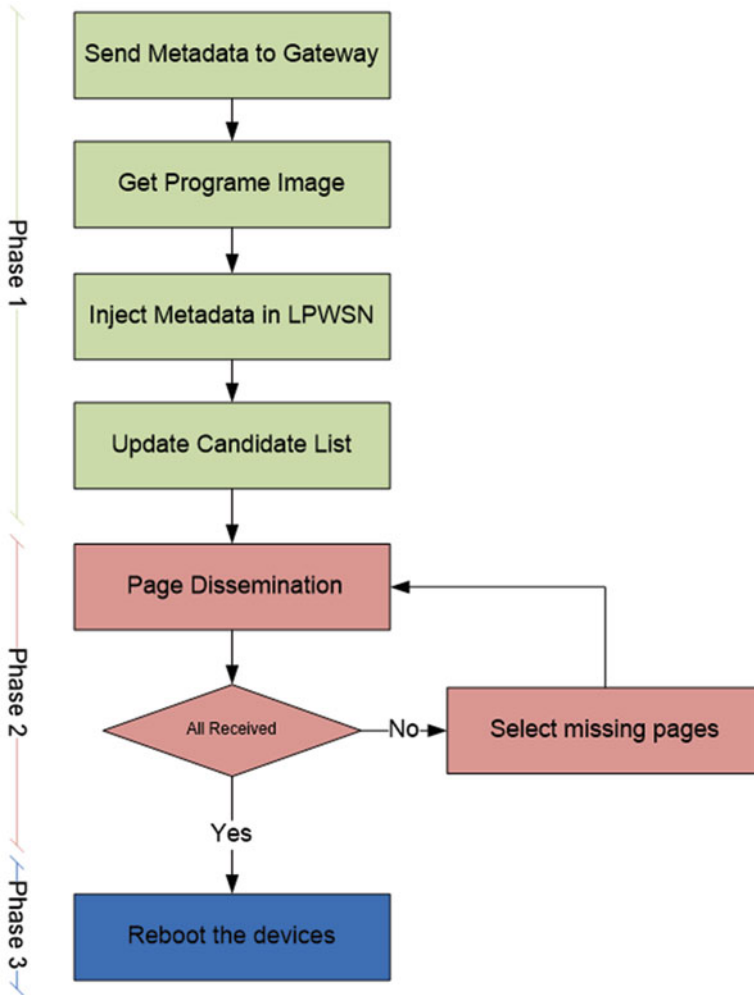 Phase 1
Send Metadata to Gateway
Get Programe Image
Inject Metadata in LPWSN
Update Candidate List
Phase 2
Page Dissemination
All Received
No
Select missing pages
Yes
Phase 3
Reboot the devices